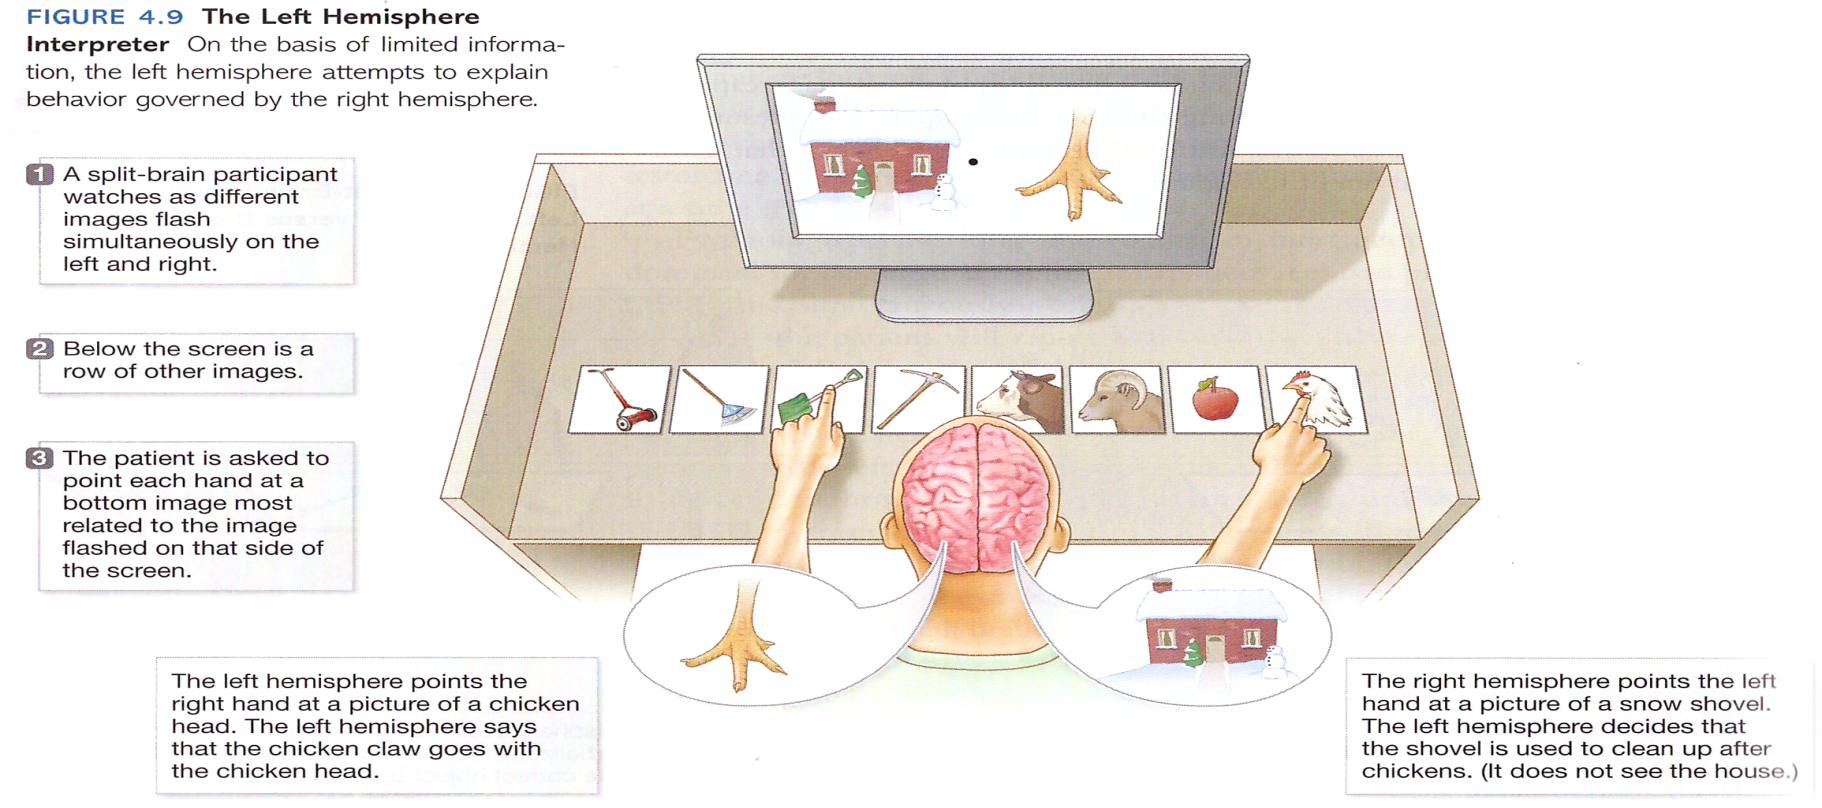 FIGURE 4.9 The Left Hemisphere
Interpreter On the basis of limited informa-
tion, the left hemisphere attempts to explain
behavior governed by the right hemisphere.
1 A split-brain participant
watches as different
images flash
simultaneously on the
left and right.
2 Below the screen is a
row of other images.
3 The patient is asked to
point each hand at a
bottom image most
related to the image
flashed on that side of
the screen.
The left hemisphere points the
right hand at a picture of a chicken
head. The left hemisphere says
that the chicken claw goes with
the chicken head.
The right hemisphere points the left
hand at a picture of a snow shovel.
The left hemisphere decides that
the shovel is used to clean up after
chickens. (It does not see the house.)